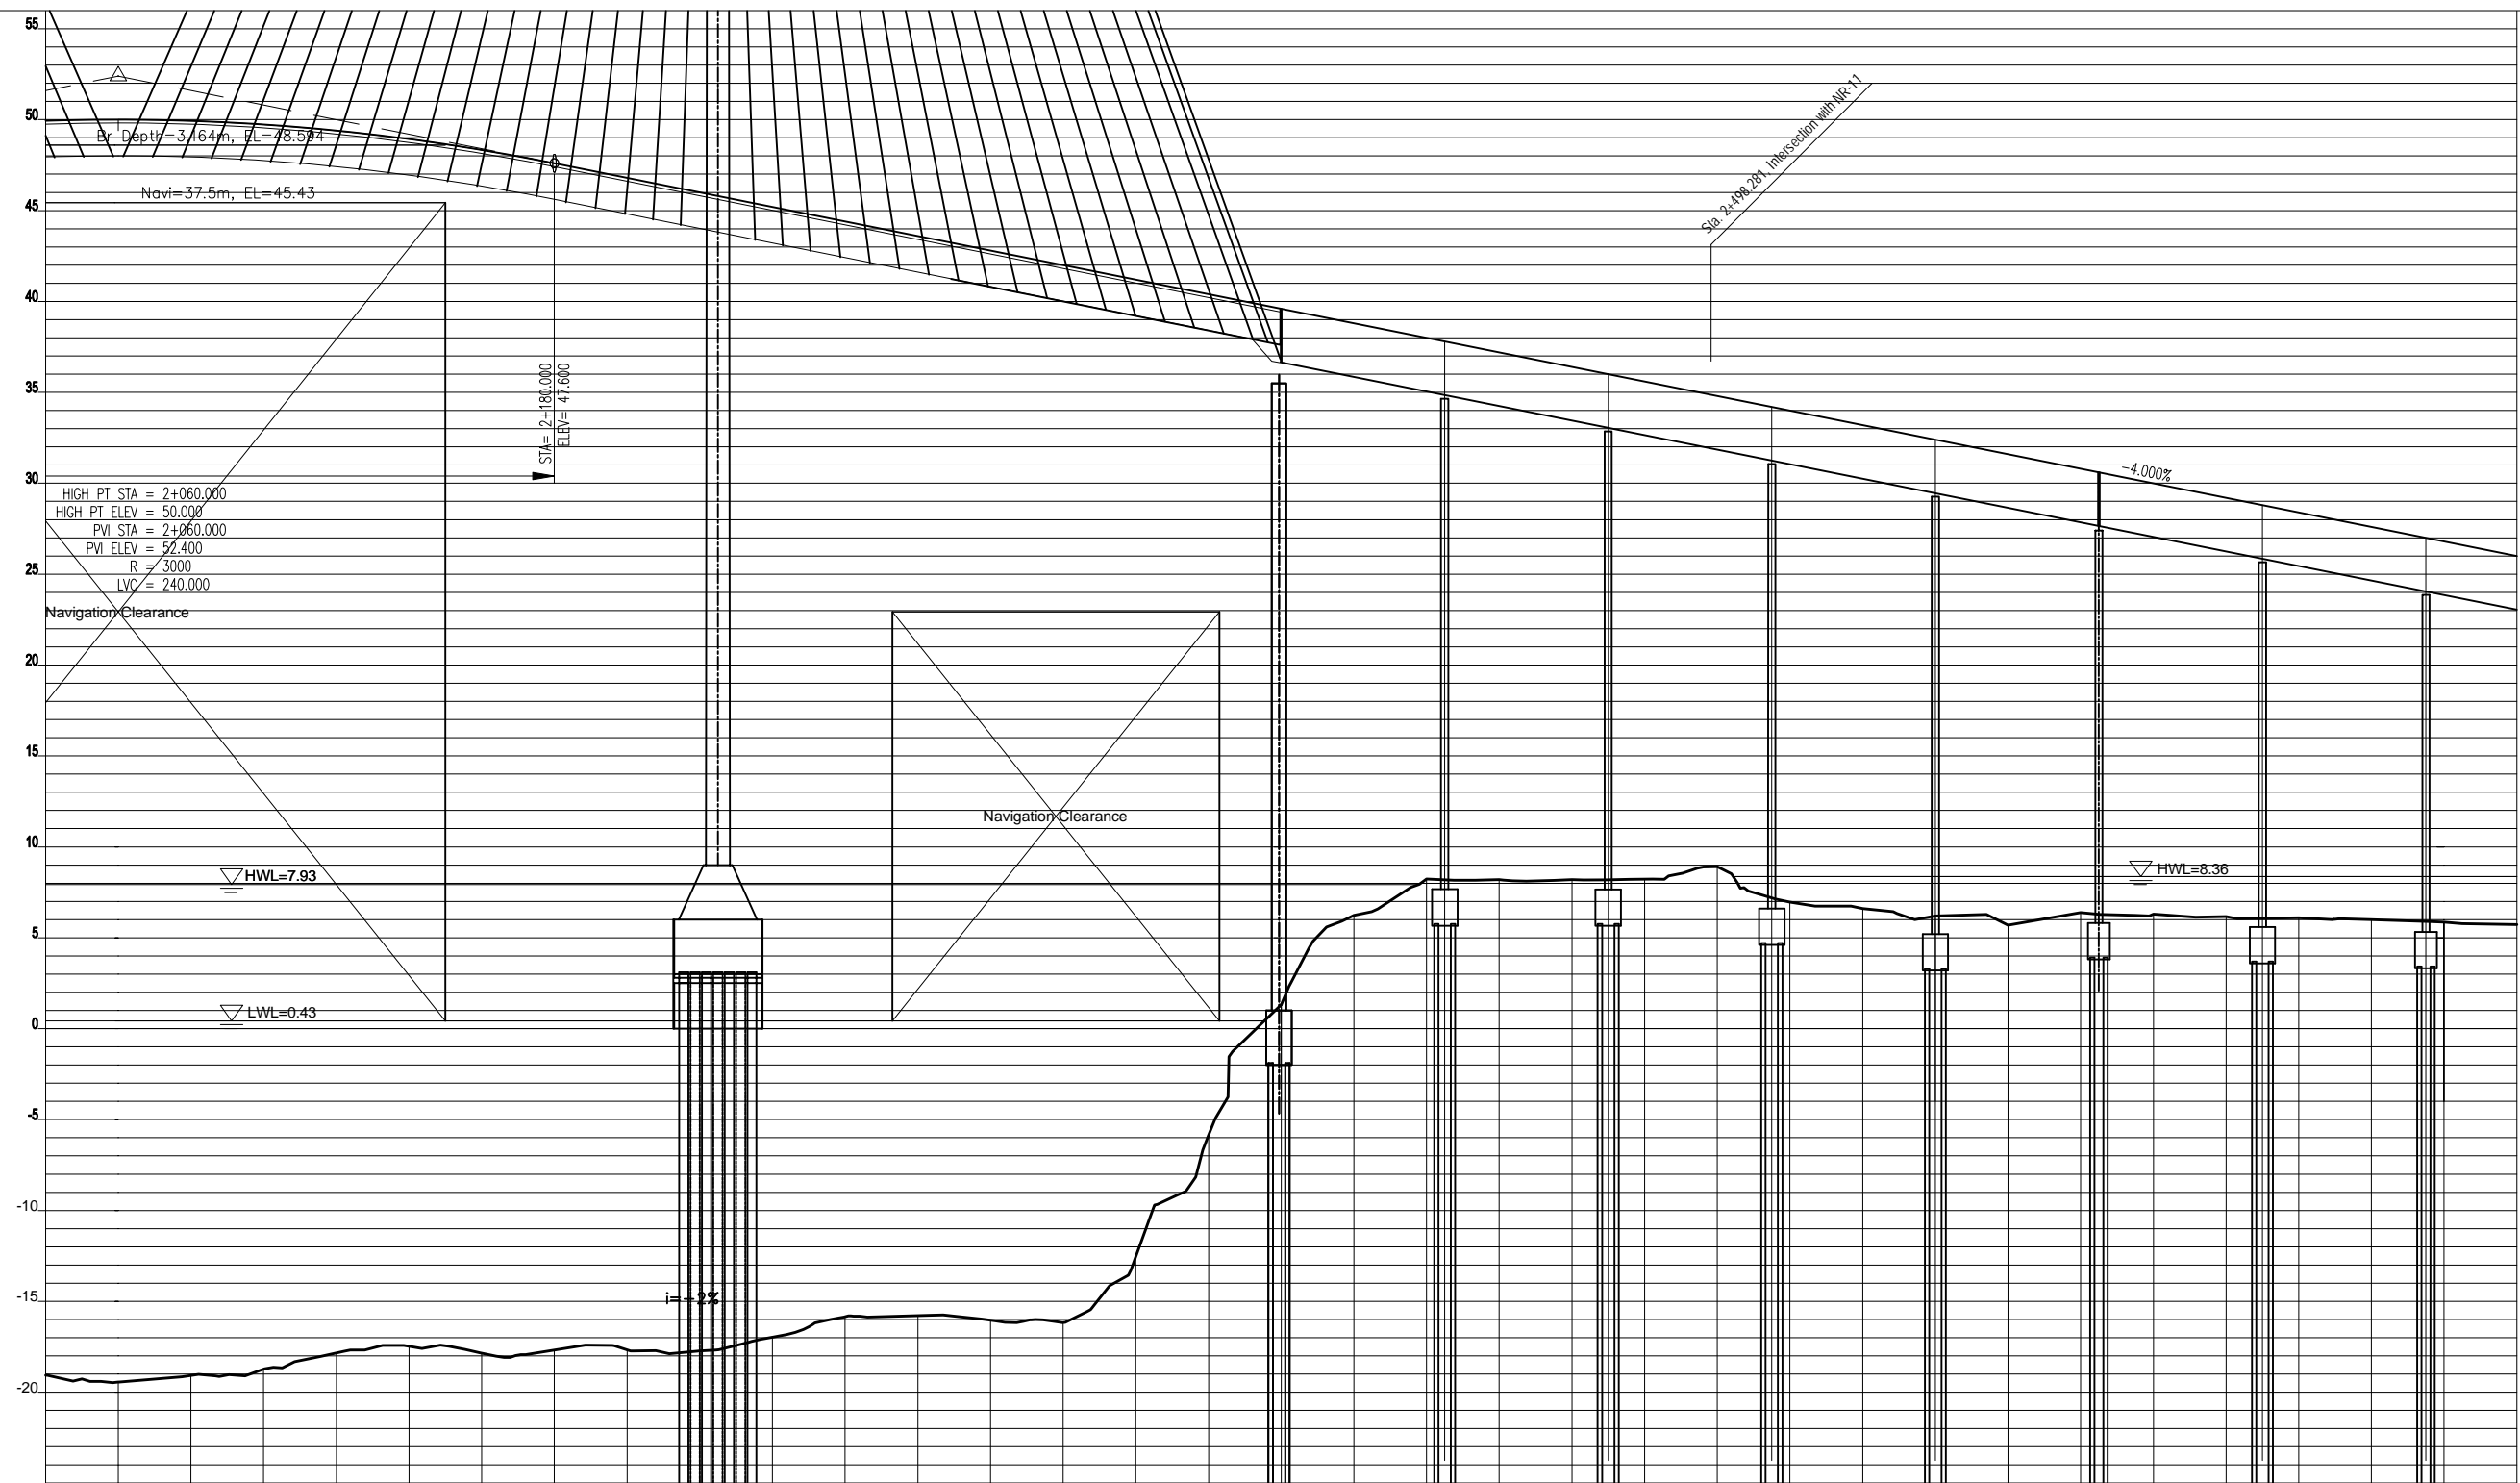 55
50
Br Depth=3.164m, EL=48.594
Navi=37.5m, EL=45.43
45
Sta. 2+498.281, Intersection with NR-11
40
35
STA= 2+180.000
ELEV= 47.600
30
-4.000%
HIGH PT STA = 2+060.000
HIGH PT ELEV = 50.000
PVI STA = 2+060.000
PVI ELEV = 52.400
R = 3000
LVC = 240.000
25
Navigation Clearance
20
15
Navigation Clearance
10
HWL=7.93
HWL=8.36
5
LWL=0.43
0
-5
-10
-15
i=-2%
-20